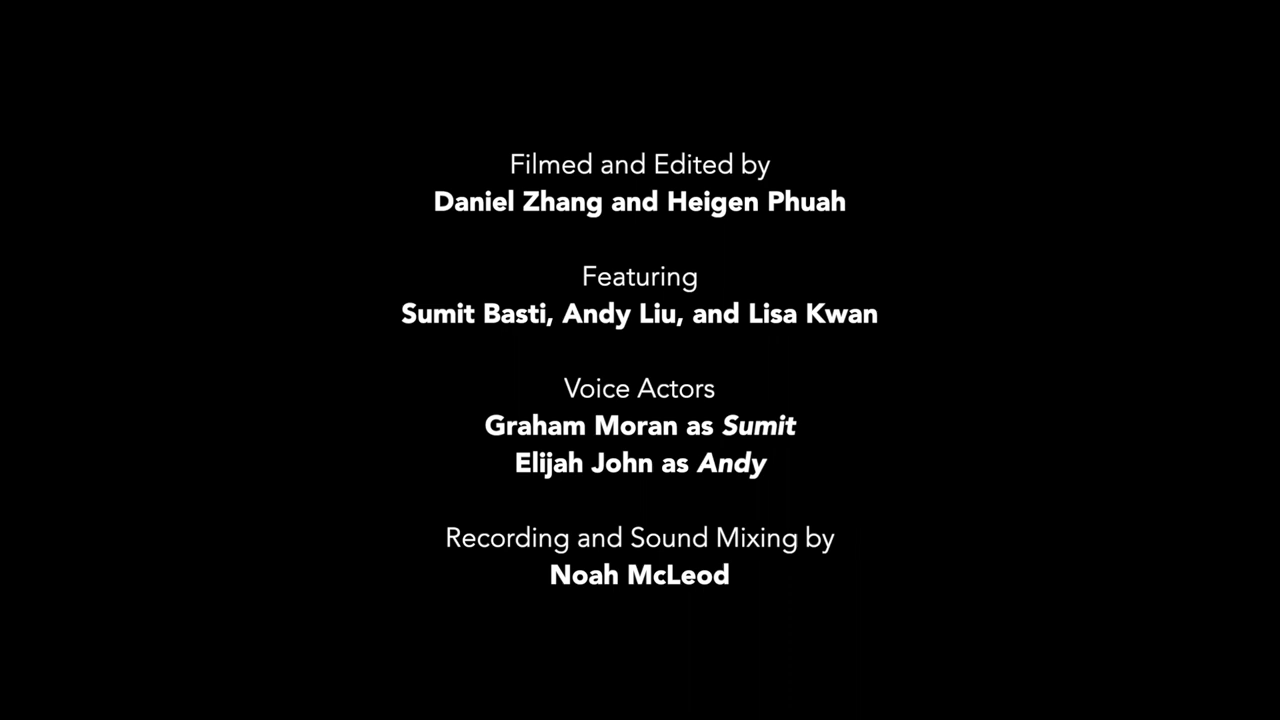 Filmed and Edited by
Daniel Zhang and Heigen Phuah
Featuring
Sumit Basti, Andy Liu, and Lisa Kwan
Voice Actors
Graham Moran as Sumit
Elijah John as Andy
Recording and Sound Mixing by
Noah McLeod